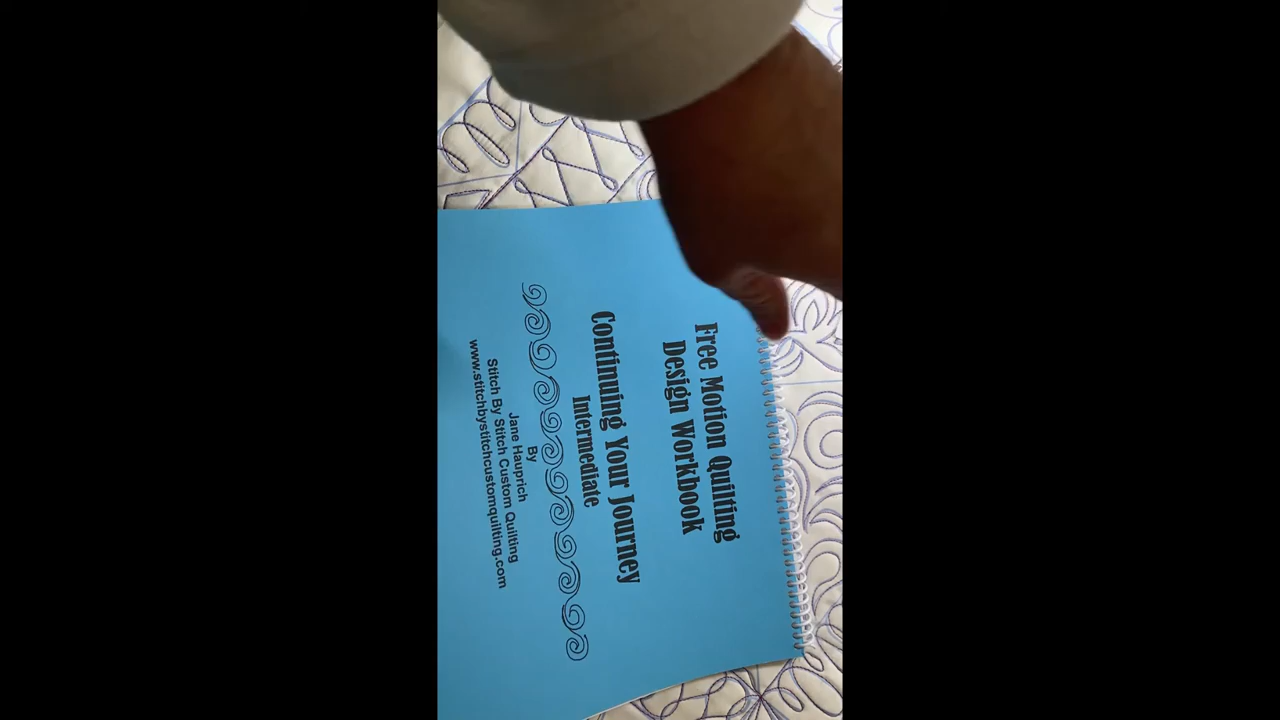 Free Motion Quilting
Design Workbook
Continuing Your Journey
Intermediate
By
Jane Hauprich
Stitch By Stitch Custom Quilting
www.stitchbystitchcustomquilting.com